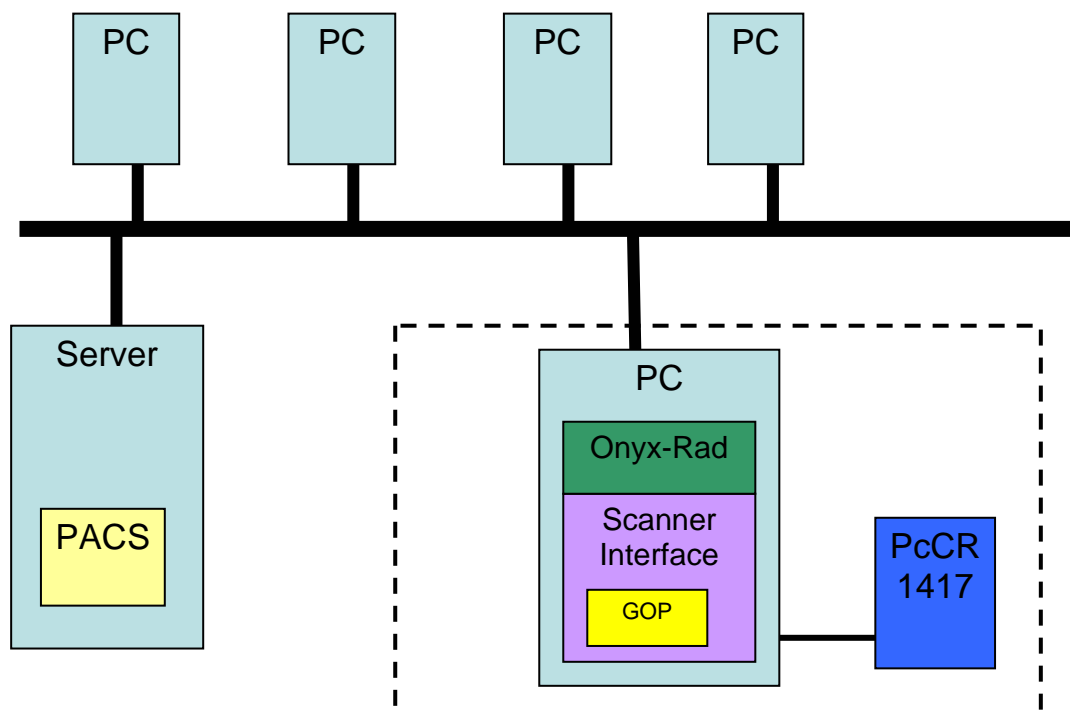 PC
PC
PC
PC
Server
PACS
PC
Onyx-Rad
Scanner
Interface
GOP
PcCR
1417